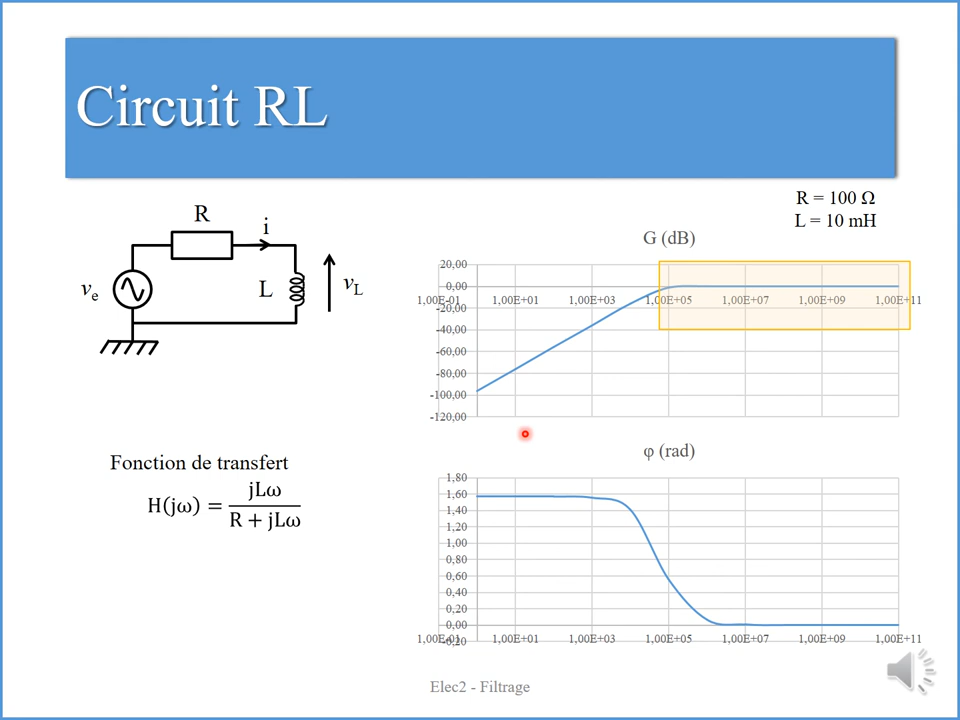 Circuit RL
R = 100 Ω
L = 10 mH
R
i
v_e
L
v_L
G (dB)
20,00
0,00
-20,00
-40,00
-60,00
-80,00
-100,00
-120,00
1,00E-01 1,00E+01 1,00E+03 1,00E+05 1,00E+07 1,00E+09 1,00E+11
Fonction de transfert
H(jω) = jLω / R + jLω
φ (rad)
1,80
1,60
1,40
1,20
1,00
0,80
0,60
0,40
0,20
0,00
-0,20
1,00E-01 1,00E+01 1,00E+03 1,00E+05 1,00E+07 1,00E+09 1,00E+11
Elec2 - Filtrage